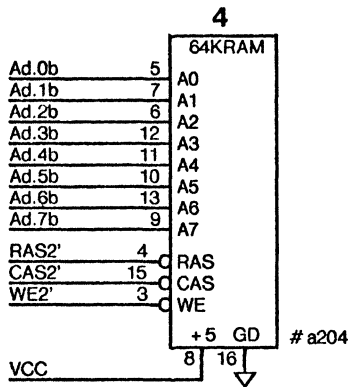 4
64KRAM
Ad.0b 5 A0
Ad.1b 7 A1
Ad.2b 6 A2
Ad.3b 12 A3
Ad.4b 11 A4
Ad.5b 10 A5
Ad.6b 13 A6
Ad.7b 9 A7
RAS2' 4 RAS
CAS2' 15 CAS
WE2' 3 WE
+5 GD # a204
VCC 8 16